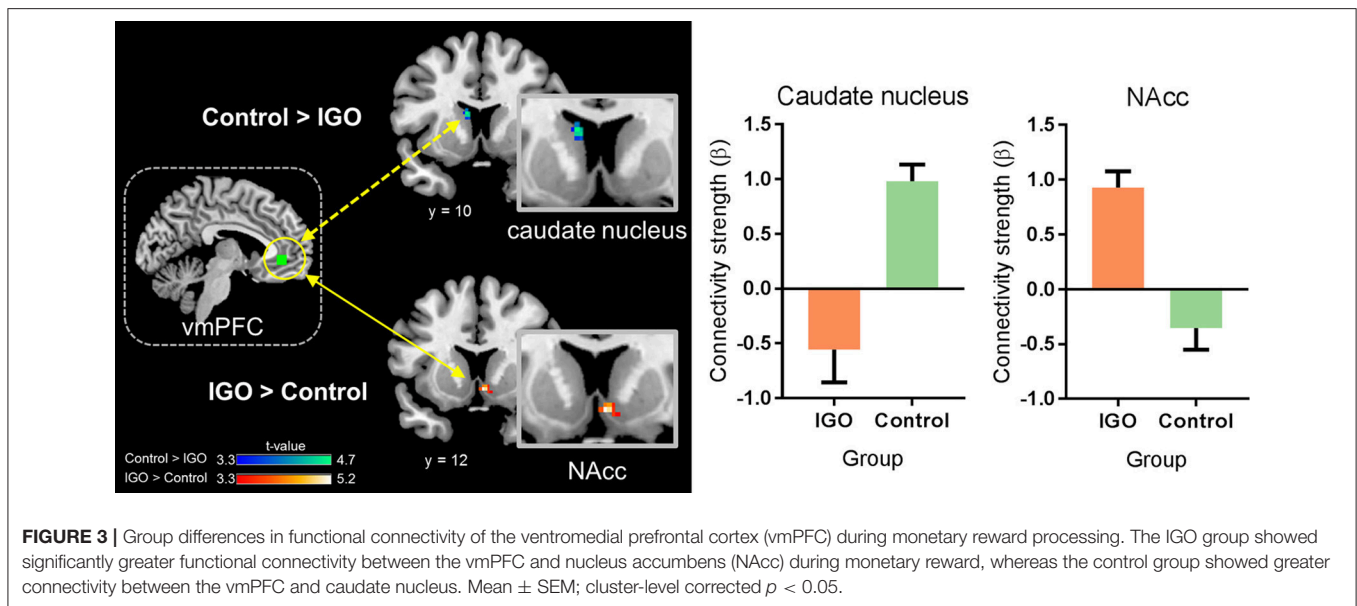 Control > IGO
y = 10
caudate nucleus
vmPFC
IGO > Control
y = 12
NAcc
t-value
Control > IGO 3.3 4.7
IGO > Control 3.3 5.2
Caudate nucleus
Connectivity strength (β)
1.5
1.0
0.5
0.0
-0.5
-1.0
IGO Control
Group
NAcc
Connectivity strength (β)
1.5
1.0
0.5
0.0
-0.5
-1.0
IGO Control
Group
FIGURE 3 | Group differences in functional connectivity of the ventromedial prefrontal cortex (vmPFC) during monetary reward processing. The IGO group showed
significantly greater functional connectivity between the vmPFC and nucleus accumbens (NAcc) during monetary reward, whereas the control group showed greater
connectivity between the vmPFC and caudate nucleus. Mean ± SEM; cluster-level corrected p < 0.05.